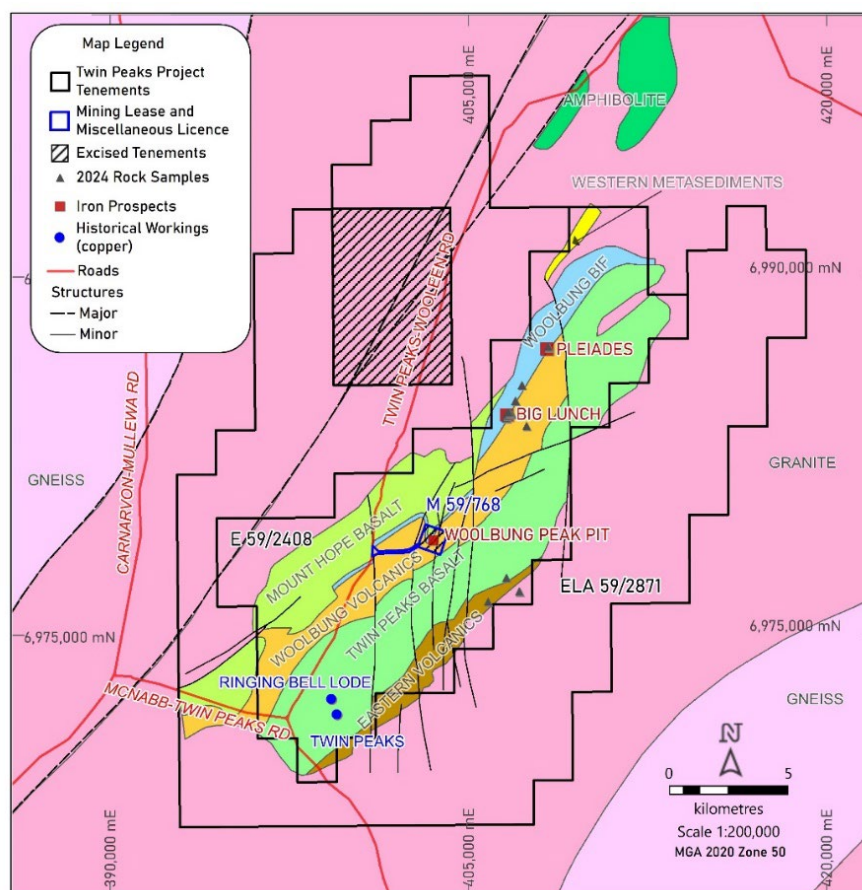 Map Legend
Twin Peaks Project
Tenements
Mining Lease and
Miscellaneous Licence
Excised Tenements
2024 Rock Samples
Iron Prospects
Historical Workings
(copper)
Roads
Structures
Major
Minor
405,000 mE
420,000 mE
AMPHIBOLITE
WESTERN METASEDIMENTS
6,990,000 mN
WOOLBUNG BIF
TWIN PEAKS-WOOLEEN RD
PLEIADES
BIG LUNCH
CARNARVON-MULLEWA RD
GNEISS
GRANITE
M 59/768
E 59/2408
MOUNT HOPE BASALT
WOOLBUNG PEAK PIT
WOOLBUNG VOLCANICS
TWIN PEAKS BASALT
ELA 59/2871
6,975,000 mN
6,975,000 mN
EASTERN VOLCANICS
RINGING BELL LODE
MCNABB-TWIN PEAKS RD
TWIN PEAKS
GNEISS
N
0 5
kilometres
Scale 1:200,000
MGA 2020 Zone 50
390,000 mE
405,000 mE
420,000 mE